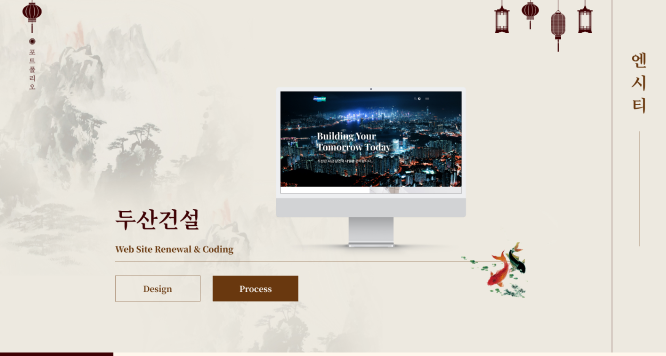 포트폴리오
엔시티
Building Your
Tomorrow Today
두산건설
Web Site Renewal & Coding
Design
Process